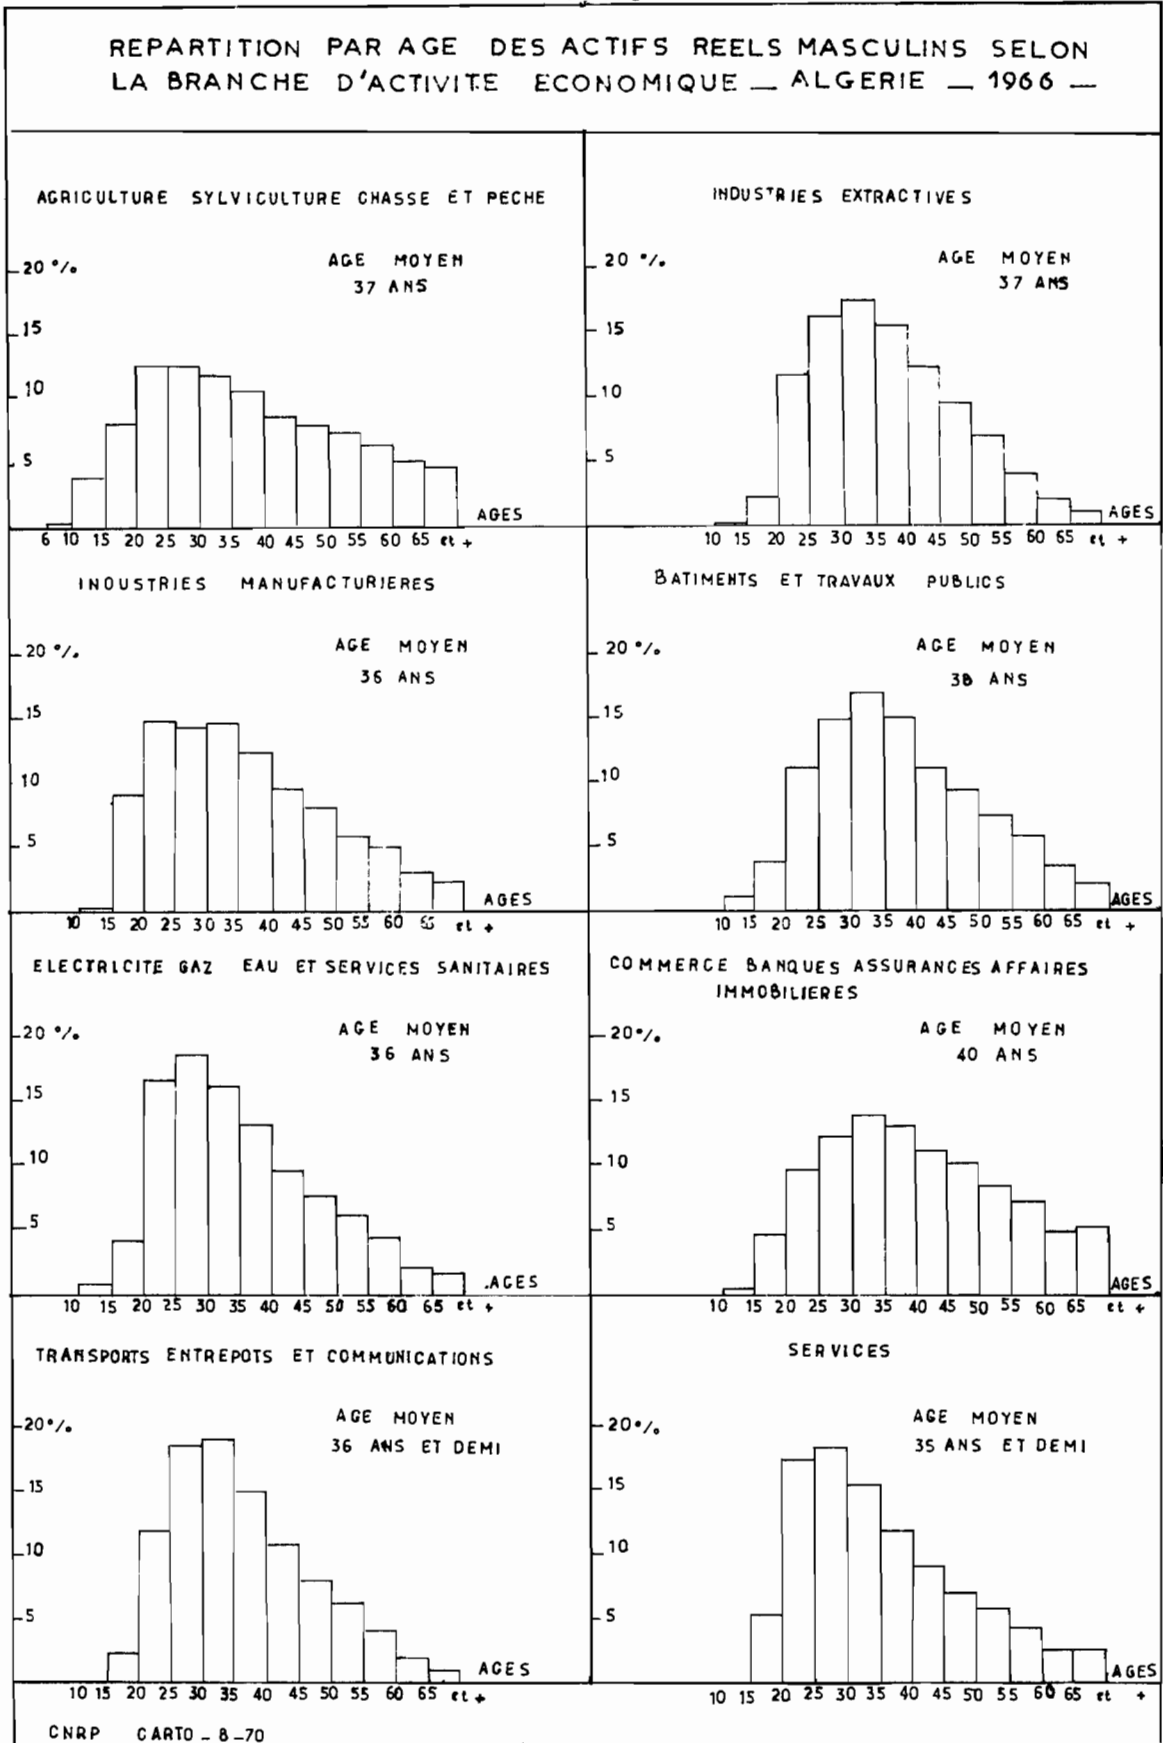 REPARTITION PAR AGE DES ACTIFS REELS MASCULINS SELON
LA BRANCHE D'ACTIVITE ECONOMIQUE _ ALGERIE _ 1966 _
AGRICULTURE SYLVICULTURE CHASSE ET PECHE
AGE MOYEN
37 ANS
20 %
15
10
5
AGES
6 10 15 20 25 30 35 40 45 50 55 60 65 et +
INDUSTRIES EXTRACTIVES
AGE MOYEN
37 ANS
20 %
15
10
5
AGES
10 15 20 25 30 35 40 45 50 55 60 65 et +
INDUSTRIES MANUFACTURIERES
AGE MOYEN
36 ANS
20 %
15
10
5
AGES
10 15 20 25 30 35 40 45 50 55 60 65 et +
BATIMENTS ET TRAVAUX PUBLICS
AGE MOYEN
38 ANS
20 %
15
10
5
AGES
10 15 20 25 30 35 40 45 50 55 60 65 et +
ELECTRICITE GAZ EAU ET SERVICES SANITAIRES
AGE MOYEN
36 ANS
20 %
15
10
5
AGES
10 15 20 25 30 35 40 45 50 55 60 65 et +
COMMERCE BANQUES ASSURANCES AFFAIRES
IMMOBILIERES
AGE MOYEN
40 ANS
20%
15
10
5
AGES
10 15 20 25 30 35 40 45 50 55 60 65 et +
TRANSPORTS ENTREPOTS ET COMMUNICATIONS
AGE MOYEN
36 ANS ET DEMI
20%
15
10
5
AGES
10 15 20 25 30 35 40 45 50 55 60 65 et +
SERVICES
AGE MOYEN
35 ANS ET DEMI
20%
15
10
5
AGES
10 15 20 25 30 35 40 45 50 55 60 65 et +
CNRP CARTO _ 8 _ 70